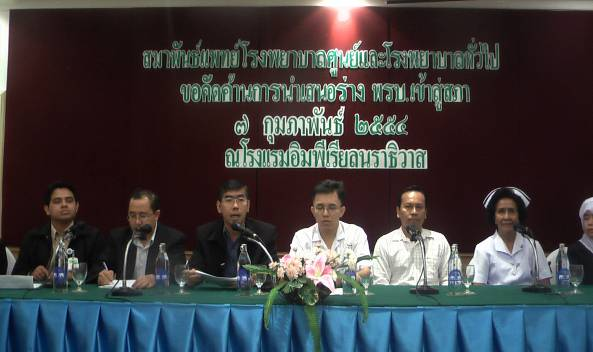 สมาพันธ์แพทย์โรงพยาบาลศูนย์และโรงพยาบาลทั่วไป
ขอคัดค้านการนำเสนอร่าง พรบ.เข้าสู่สภา
๗ กุมภาพันธ์ ๒๕๕๔
ณโรงแรมอิมพีเรียลนราธิวาส